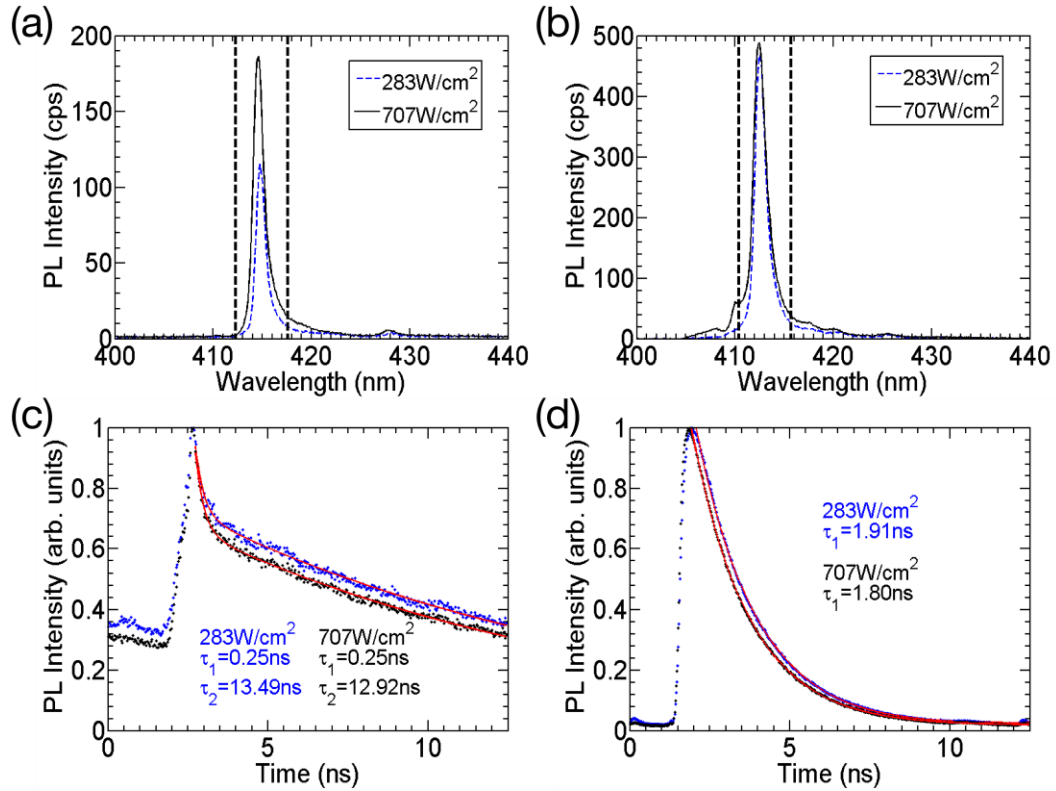 (a)
200
150
100
50
0
PL Intensity (cps)
283W/cm²
707W/cm²
400 410 420 430 440
Wavelength (nm)
(b)
500
400
300
200
100
0
PL Intensity (cps)
283W/cm²
707W/cm²
400 410 420 430 440
Wavelength (nm)
(c)
1
0.8
0.6
0.4
0.2
0
PL Intensity (arb. units)
283W/cm²
τ₁=0.25ns
τ₂=13.49ns
707W/cm²
τ₁=0.25ns
τ₂=12.92ns
0 5 10
Time (ns)
(d)
1
0.8
0.6
0.4
0.2
0
PL Intensity (arb. units)
283W/cm²
τ₁=1.91ns
707W/cm²
τ₁=1.80ns
0 5 10
Time (ns)